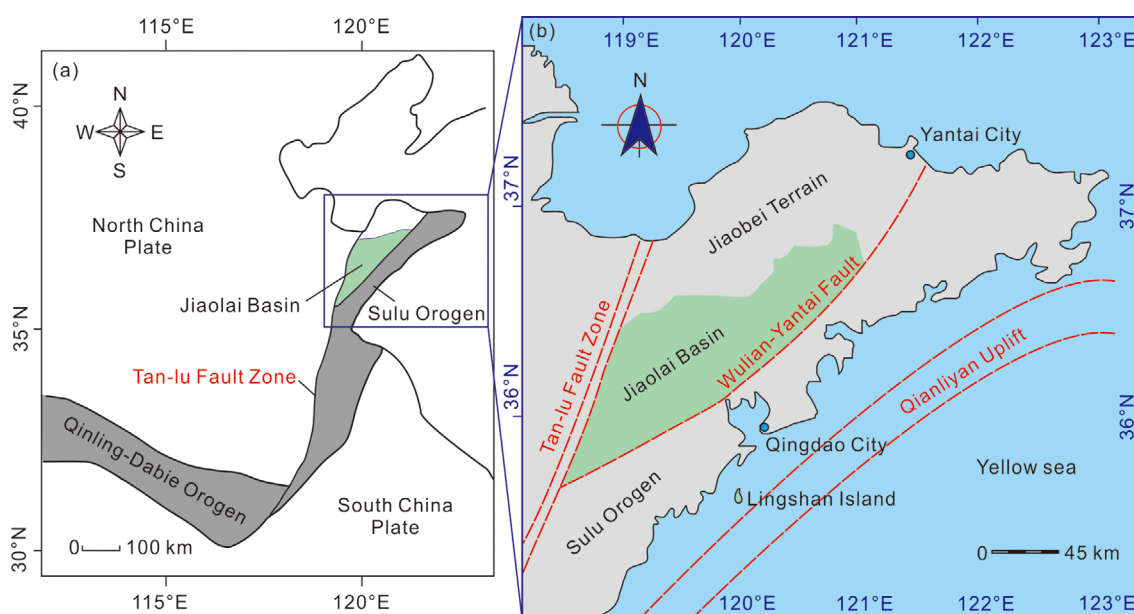 115°E
120°E
(a)
40°N
N
W
E
S
North China
Plate
Jiaolai Basin
Sulu Orogen
35°N
Tan-lu Fault Zone
Qinling-Dabie Orogen
South China
Plate
0
100 km
30°N
115°E
120°E
(b)
119°E
120°E
121°E
122°E
123°E
N
Yantai City
37°N
37°N
Jiaobei Terrain
Wulian-Yantai Fault
Jiaolai Basin
Tan-lu Fault Zone
Qianliyan Uplift
36°N
36°N
Qingdao City
Yellow sea
Lingshan Island
Sulu Orogen
0
45 km
120°E
121°E
122°E
123°E